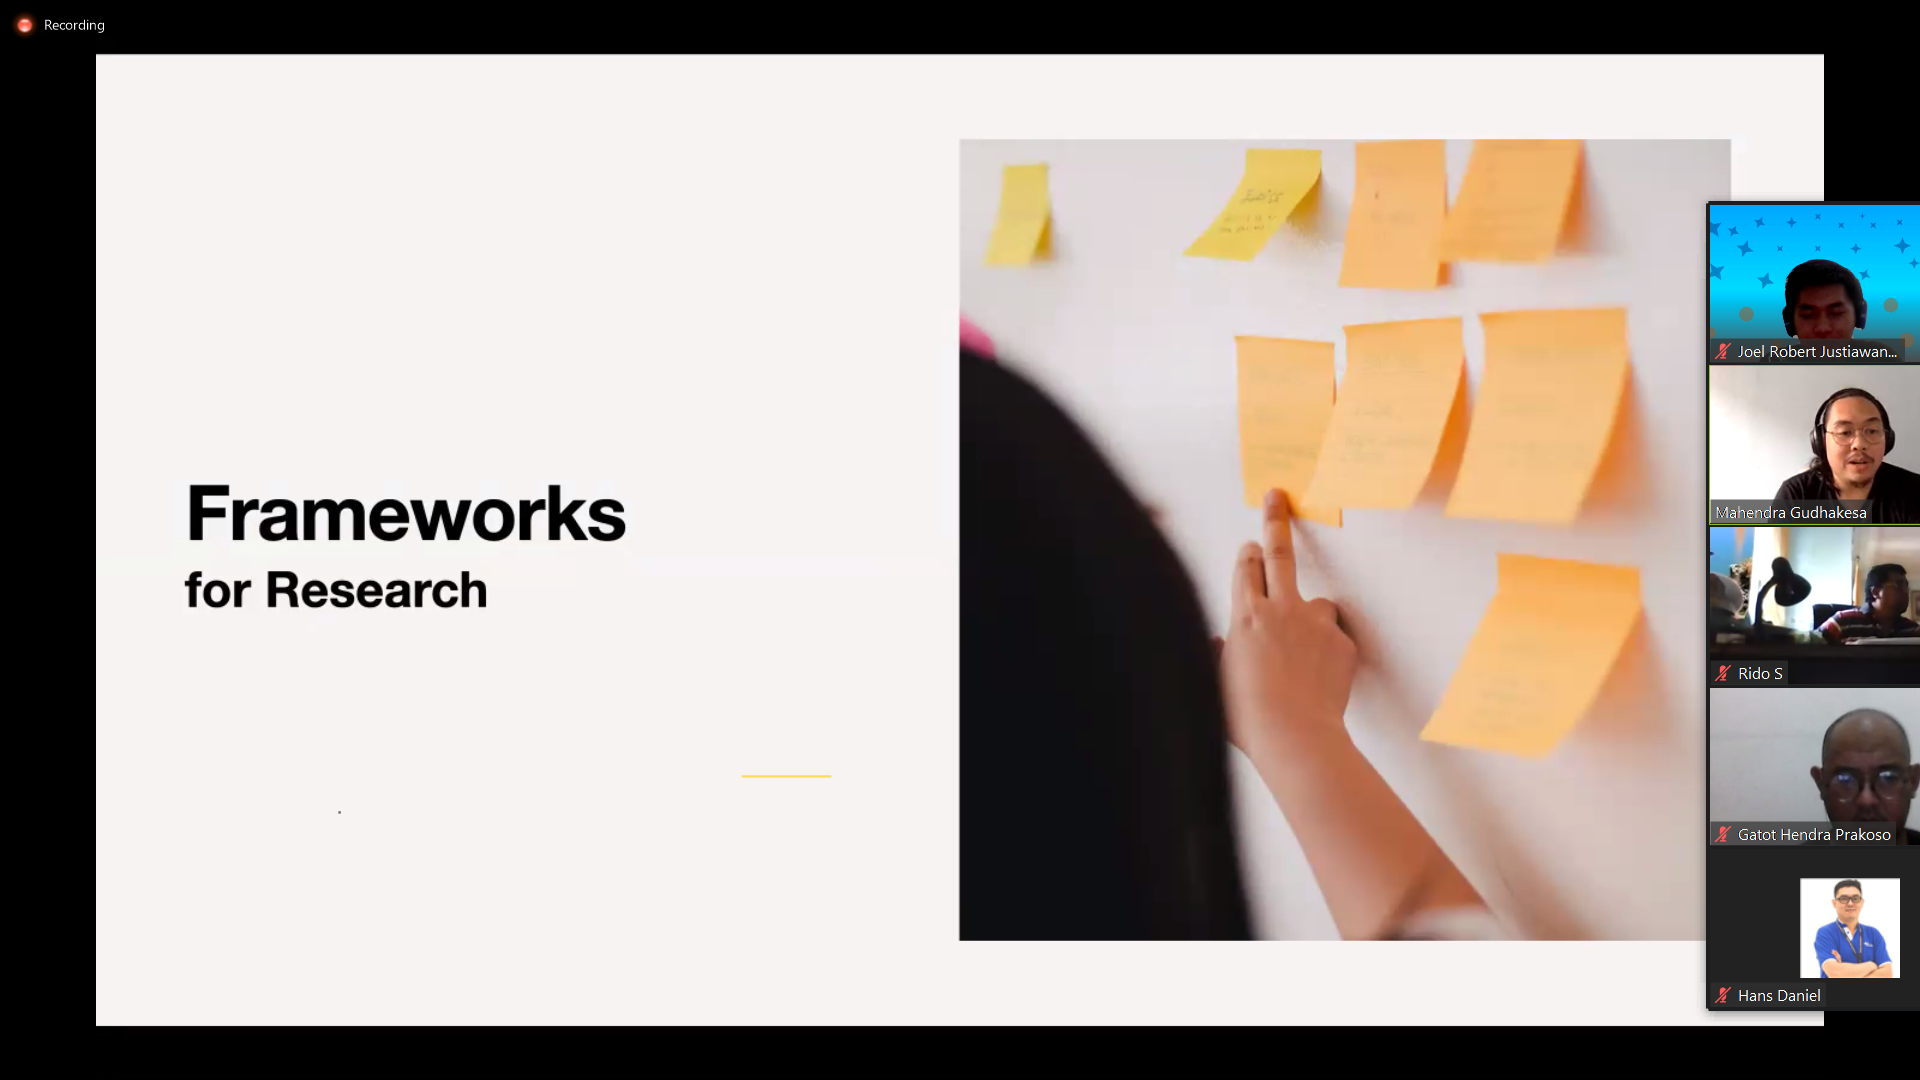 Recording
Frameworks
for Research
Joel Robert Justiawan...
Mahendra Gudhakesa
Rido S
Gatot Hendra Prakoso
Hans Daniel